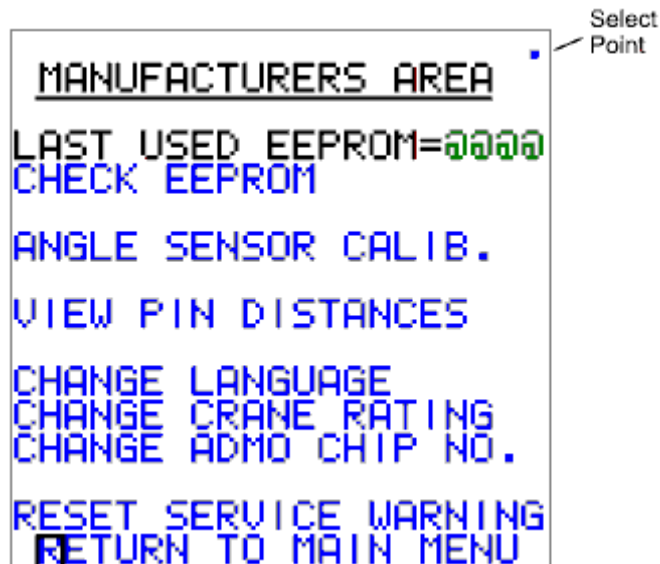 Select
Point
MANUFACTURERS AREA
LAST USED EEPROM=@@@@
CHECK EEPROM
ANGLE SENSOR CALIB.
VIEW PIN DISTANCES
CHANGE LANGUAGE
CHANGE CRANE RATING
CHANGE ADMO CHIP NO.
RESET SERVICE WARNING
RETURN TO MAIN MENU